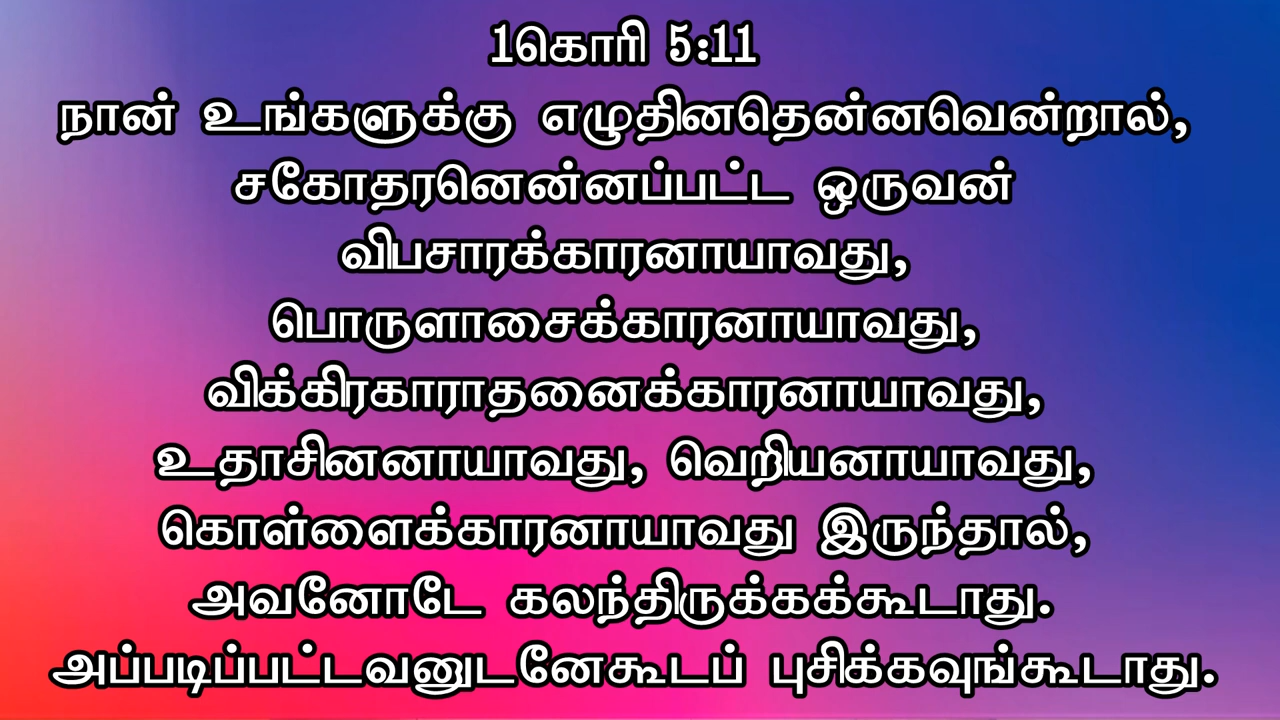 1கொரி 5:11
நான் உங்களுக்கு எழுதினதென்னவென்றால்,
சகோதரனென்னப்பட்ட ஒருவன்
விபசாரக்காரனாயாவது,
பொருளாசைக்காரனாயாவது,
விக்கிரகாராதனைக்காரனாயாவது,
உதாசினனாயாவது, வெறியனாயாவது,
கொள்ளைக்காரனாயாவது இருந்தால்,
அவனோடே கலந்திருக்கக்கூடாது.
அப்படிப்பட்டவனுடனேகூடப் புசிக்கவுங்கூடாது.